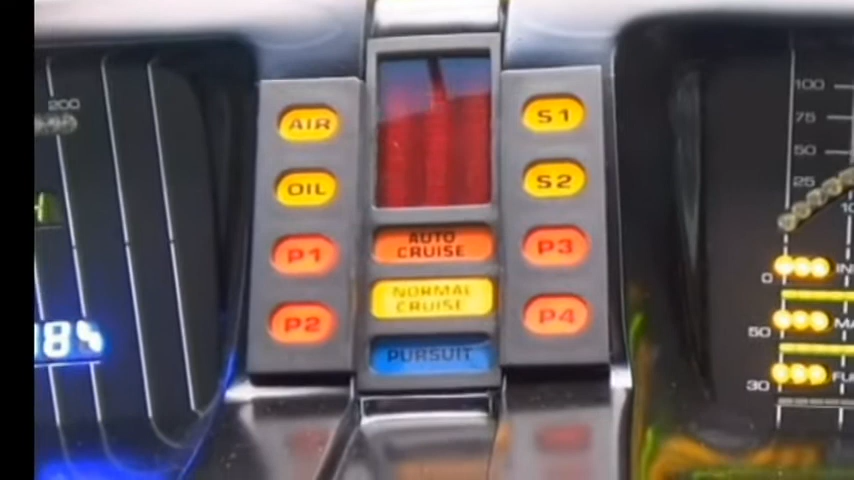 200
184
AIR
OIL
P1
P2
AUTO
CRUISE
NORMAL
CRUISE
PURSUIT
S1
S2
P3
P4
100
75
50
25
0
50
30